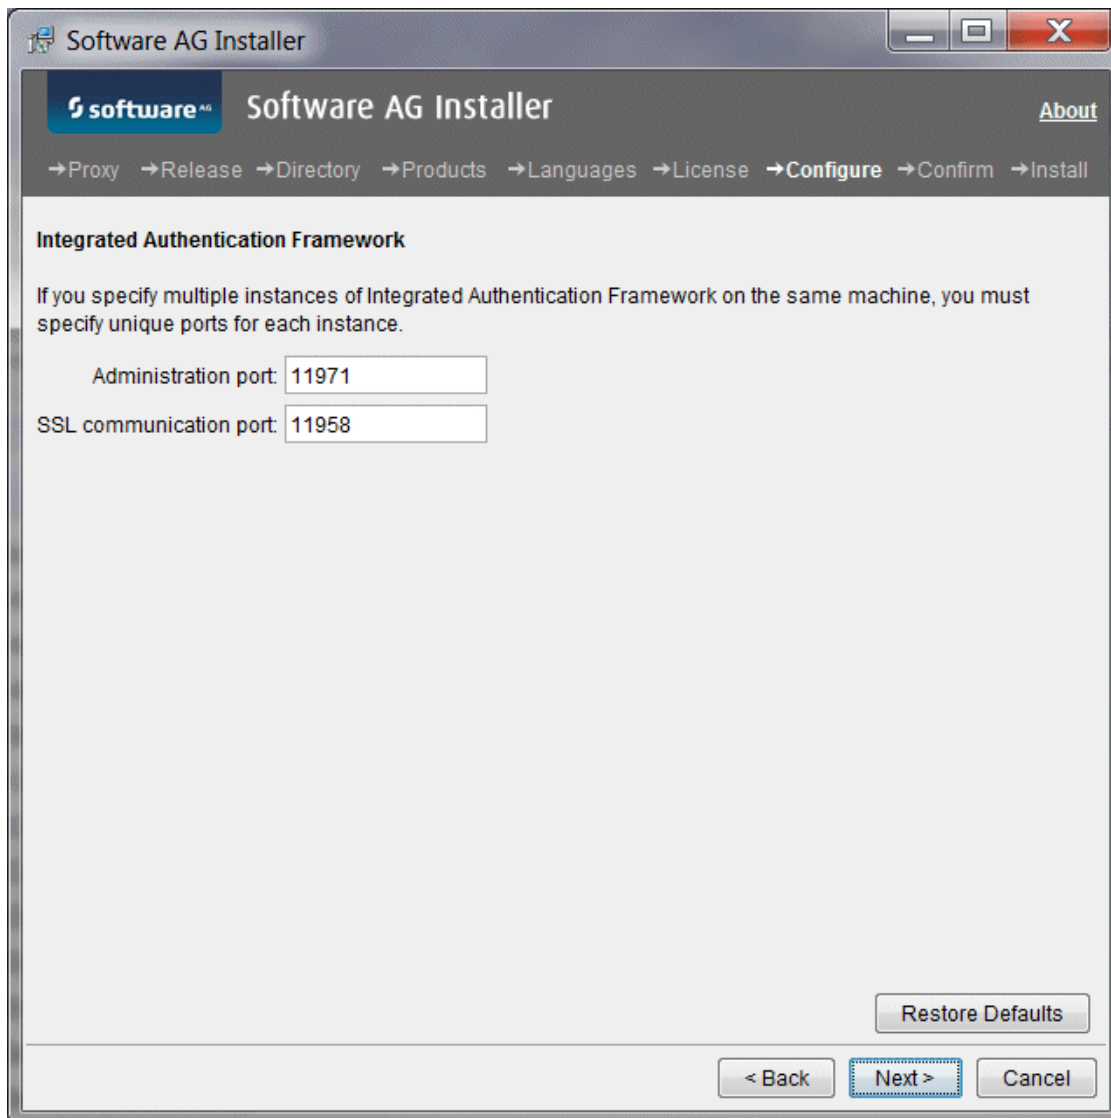 Software AG Installer
software AG Software AG Installer About
→Proxy →Release →Directory →Products →Languages →License →Configure →Confirm →Install
Integrated Authentication Framework
If you specify multiple instances of Integrated Authentication Framework on the same machine, you must
specify unique ports for each instance.
Administration port: 11971
SSL communication port: 11958
Restore Defaults
< Back Next > Cancel